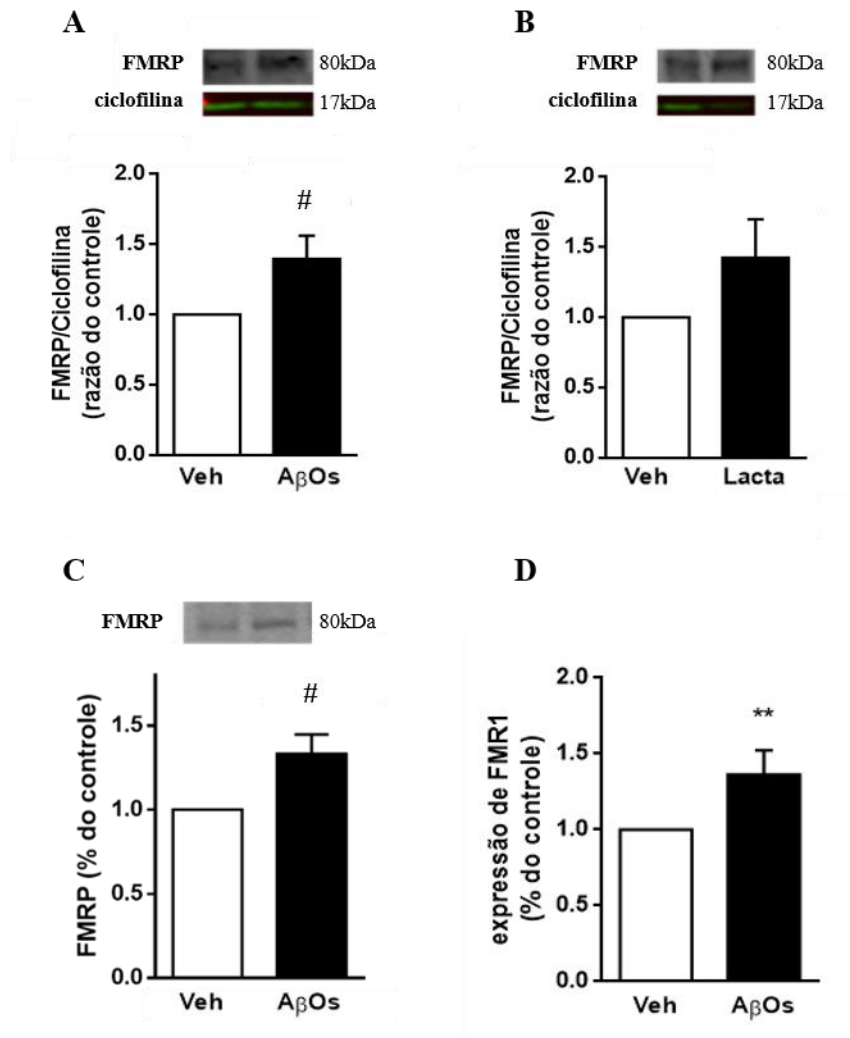 A
FMRP 80kDa
ciclofilina 17kDa
FMRP/Ciclofilina
(razão do controle)
2.0
1.5
1.0
0.5
0.0
#
Veh AβOs
B
FMRP 80kDa
ciclofilina 17kDa
FMRP/Ciclofilina
(razão do controle)
2.0
1.5
1.0
0.5
0.0
Veh Lacta
C
FMRP 80kDa
FMRP (% do controle)
1.5
1.0
0.5
0.0
#
Veh AβOs
D
expressão de FMR1
(% do controle)
2.0
1.5
1.0
0.5
0.0
**
Veh AβOs